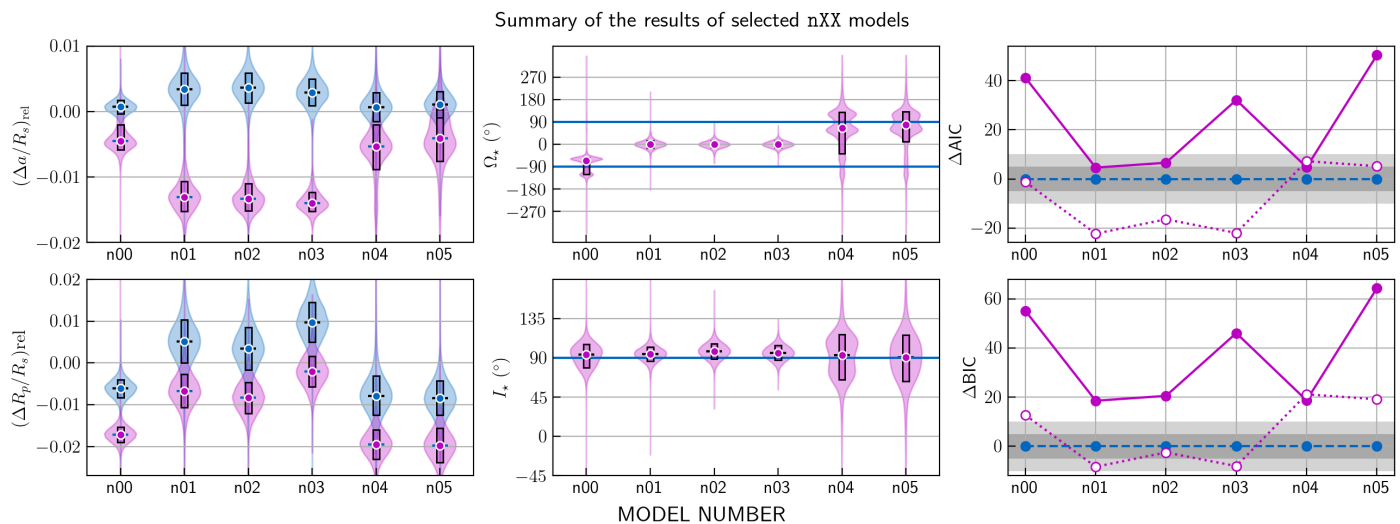 Summary of the results of selected nXX models
(Δa/R_s)_rel
0.01
0.00
−0.01
−0.02
n00 n01 n02 n03 n04 n05
Ω⋆ (°)
270
180
90
0
−90
−180
−270
n00 n01 n02 n03 n04 n05
ΔAIC
40
20
0
−20
n00 n01 n02 n03 n04 n05
(ΔR_p/R_s)rel
0.02
0.01
0.00
−0.01
−0.02
n00 n01 n02 n03 n04 n05
I⋆ (°)
135
90
45
0
−45
n00 n01 n02 n03 n04 n05
ΔBIC
60
40
20
0
n00 n01 n02 n03 n04 n05
MODEL NUMBER